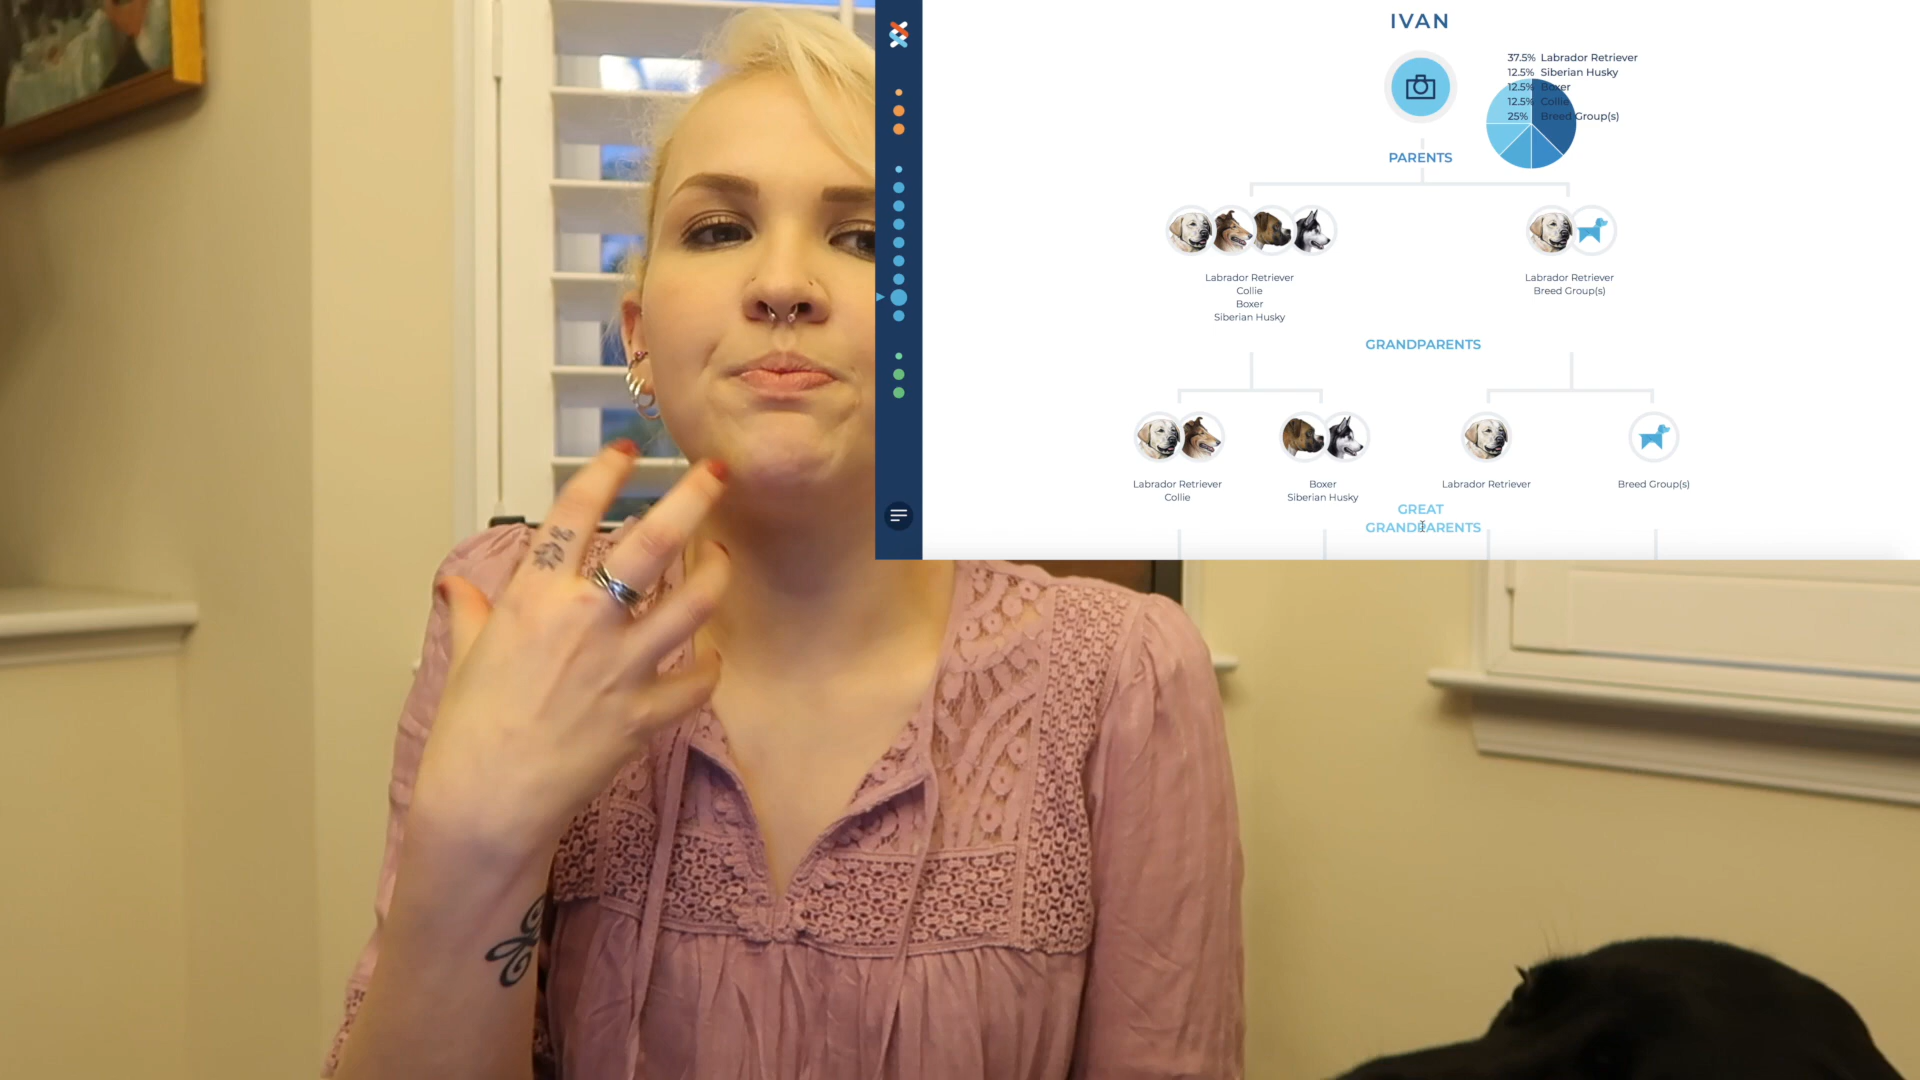 IVAN
37.5% Labrador Retriever
12.5% Siberian Husky
12.5% Boxer
12.5% Collie
25% Breed Group(s)
PARENTS
Labrador Retriever
Collie
Boxer
Siberian Husky
Labrador Retriever
Breed Group(s)
GRANDPARENTS
Labrador Retriever
Collie
Boxer
Siberian Husky
Labrador Retriever
Breed Group(s)
GREAT
GRANDPARENTS